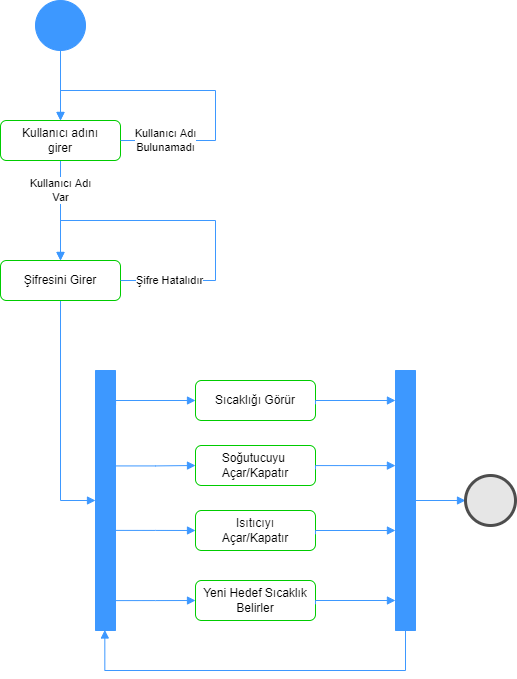 Kullanıcı adını
girer
Kullanıcı Adı
Bulunamadı
Kullanıcı Adı
Var
Şifresini Girer
Şifre Hatalıdır
Sıcaklığı Görür
Soğutucuyu
Açar/Kapatır
Isıtıcıyı
Açar/Kapatır
Yeni Hedef Sıcaklık
Belirler